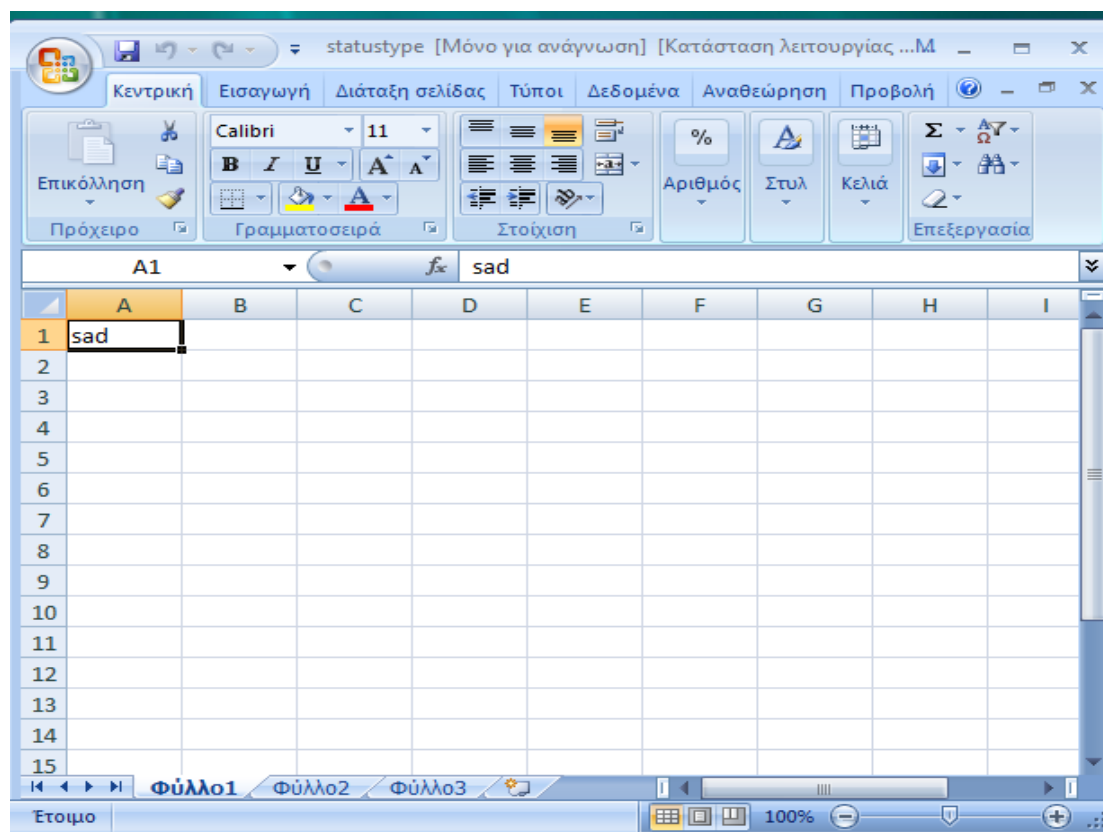 statustype [Μόνο για ανάγνωση] [Κατάσταση λειτουργίας ...Μ
Κεντρική Εισαγωγή Διάταξη σελίδας Τύποι Δεδομένα Αναθεώρηση Προβολή
Calibri 11 % Σ
B I U A A
Επικόλληση Αριθμός Στυλ Κελιά
Πρόχειρο Γραμματοσειρά Στοίχιση Επεξεργασία
A1 fx sad
A B C D E F G H I
1 sad
2
3
4
5
6
7
8
9
10
11
12
13
14
15
Φύλλο1 Φύλλο2 Φύλλο3
Έτοιμο 100%